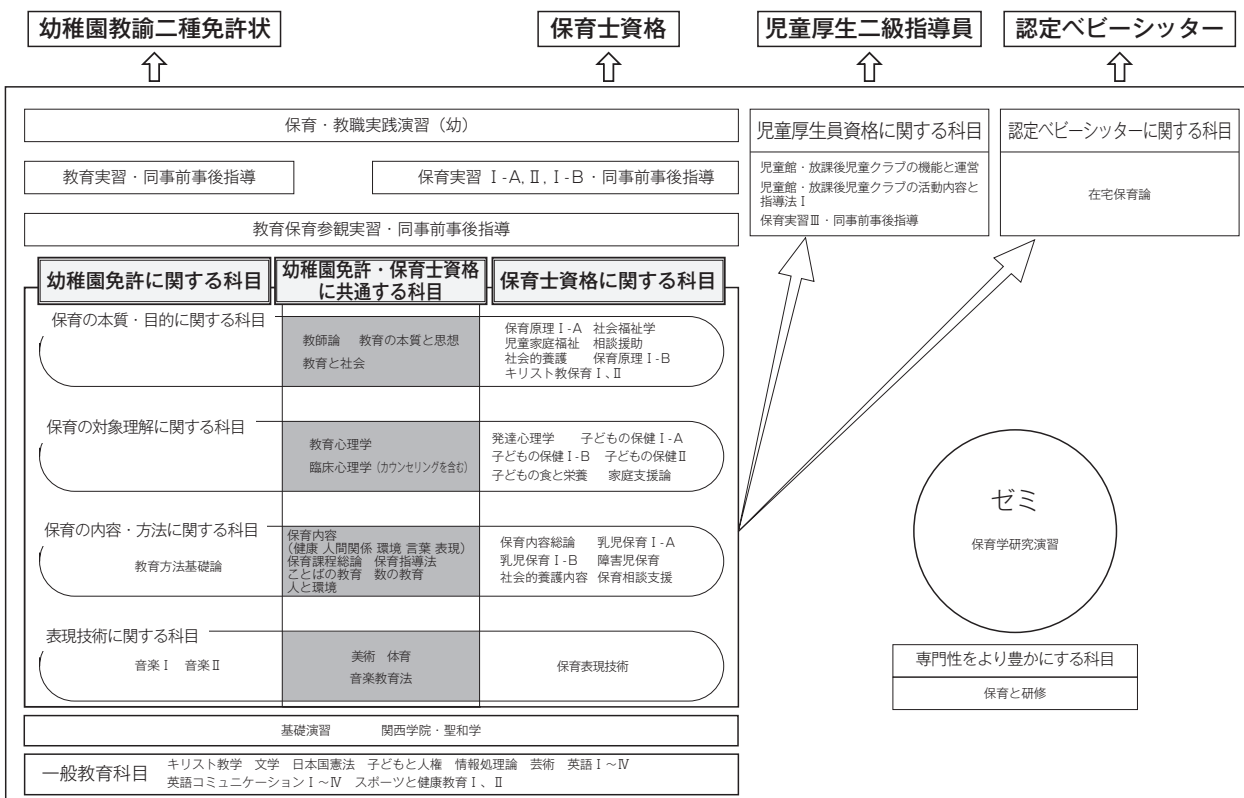 幼稚園教諭二種免許状
保育士資格
児童厚生二級指導員
認定ベビーシッター
保育・教職実践演習（幼）
教育実習・同事前事後指導
保育実習 Ⅰ-A, Ⅱ, Ⅰ-B・同事前事後指導
教育保育参観実習・同事前事後指導
児童厚生員資格に関する科目
児童館・放課後児童クラブの機能と運営
児童館・放課後児童クラブの活動内容と
指導法Ⅰ
保育実習Ⅲ・同事前事後指導
認定ベビーシッターに関する科目
在宅保育論
幼稚園免許に関する科目
幼稚園免許・保育士資格
に共通する科目
保育士資格に関する科目
保育の本質・目的に関する科目
教師論 教育の本質と思想
教育と社会
保育原理Ⅰ-A 社会福祉学
児童家庭福祉 相談援助
社会的養護 保育原理Ⅰ-B
キリスト教保育Ⅰ、Ⅱ
保育の対象理解に関する科目
教育心理学
臨床心理学（カウンセリングを含む）
発達心理学 子どもの保健Ⅰ-A
子どもの保健Ⅰ-B 子どもの保健Ⅱ
子どもの食と栄養 家庭支援論
保育の内容・方法に関する科目
教育方法基礎論
保育内容
（健康 人間関係 環境 言葉 表現）
保育課程総論 保育指導法
ことばの教育 数の教育
人と環境
保育内容総論 乳児保育Ⅰ-A
乳児保育Ⅰ-B 障害児保育
社会的養護内容 保育相談支援
表現技術に関する科目
音楽Ⅰ 音楽Ⅱ
美術 体育
音楽教育法
保育表現技術
ゼミ
保育学研究演習
専門性をより豊かにする科目
保育と研修
基礎演習 関西学院・聖和学
一般教育科目
キリスト教学 文学 日本国憲法 子どもと人権 情報処理論 芸術 英語Ⅰ～Ⅳ
英語コミュニケーションⅠ～Ⅳ スポーツと健康教育Ⅰ、Ⅱ